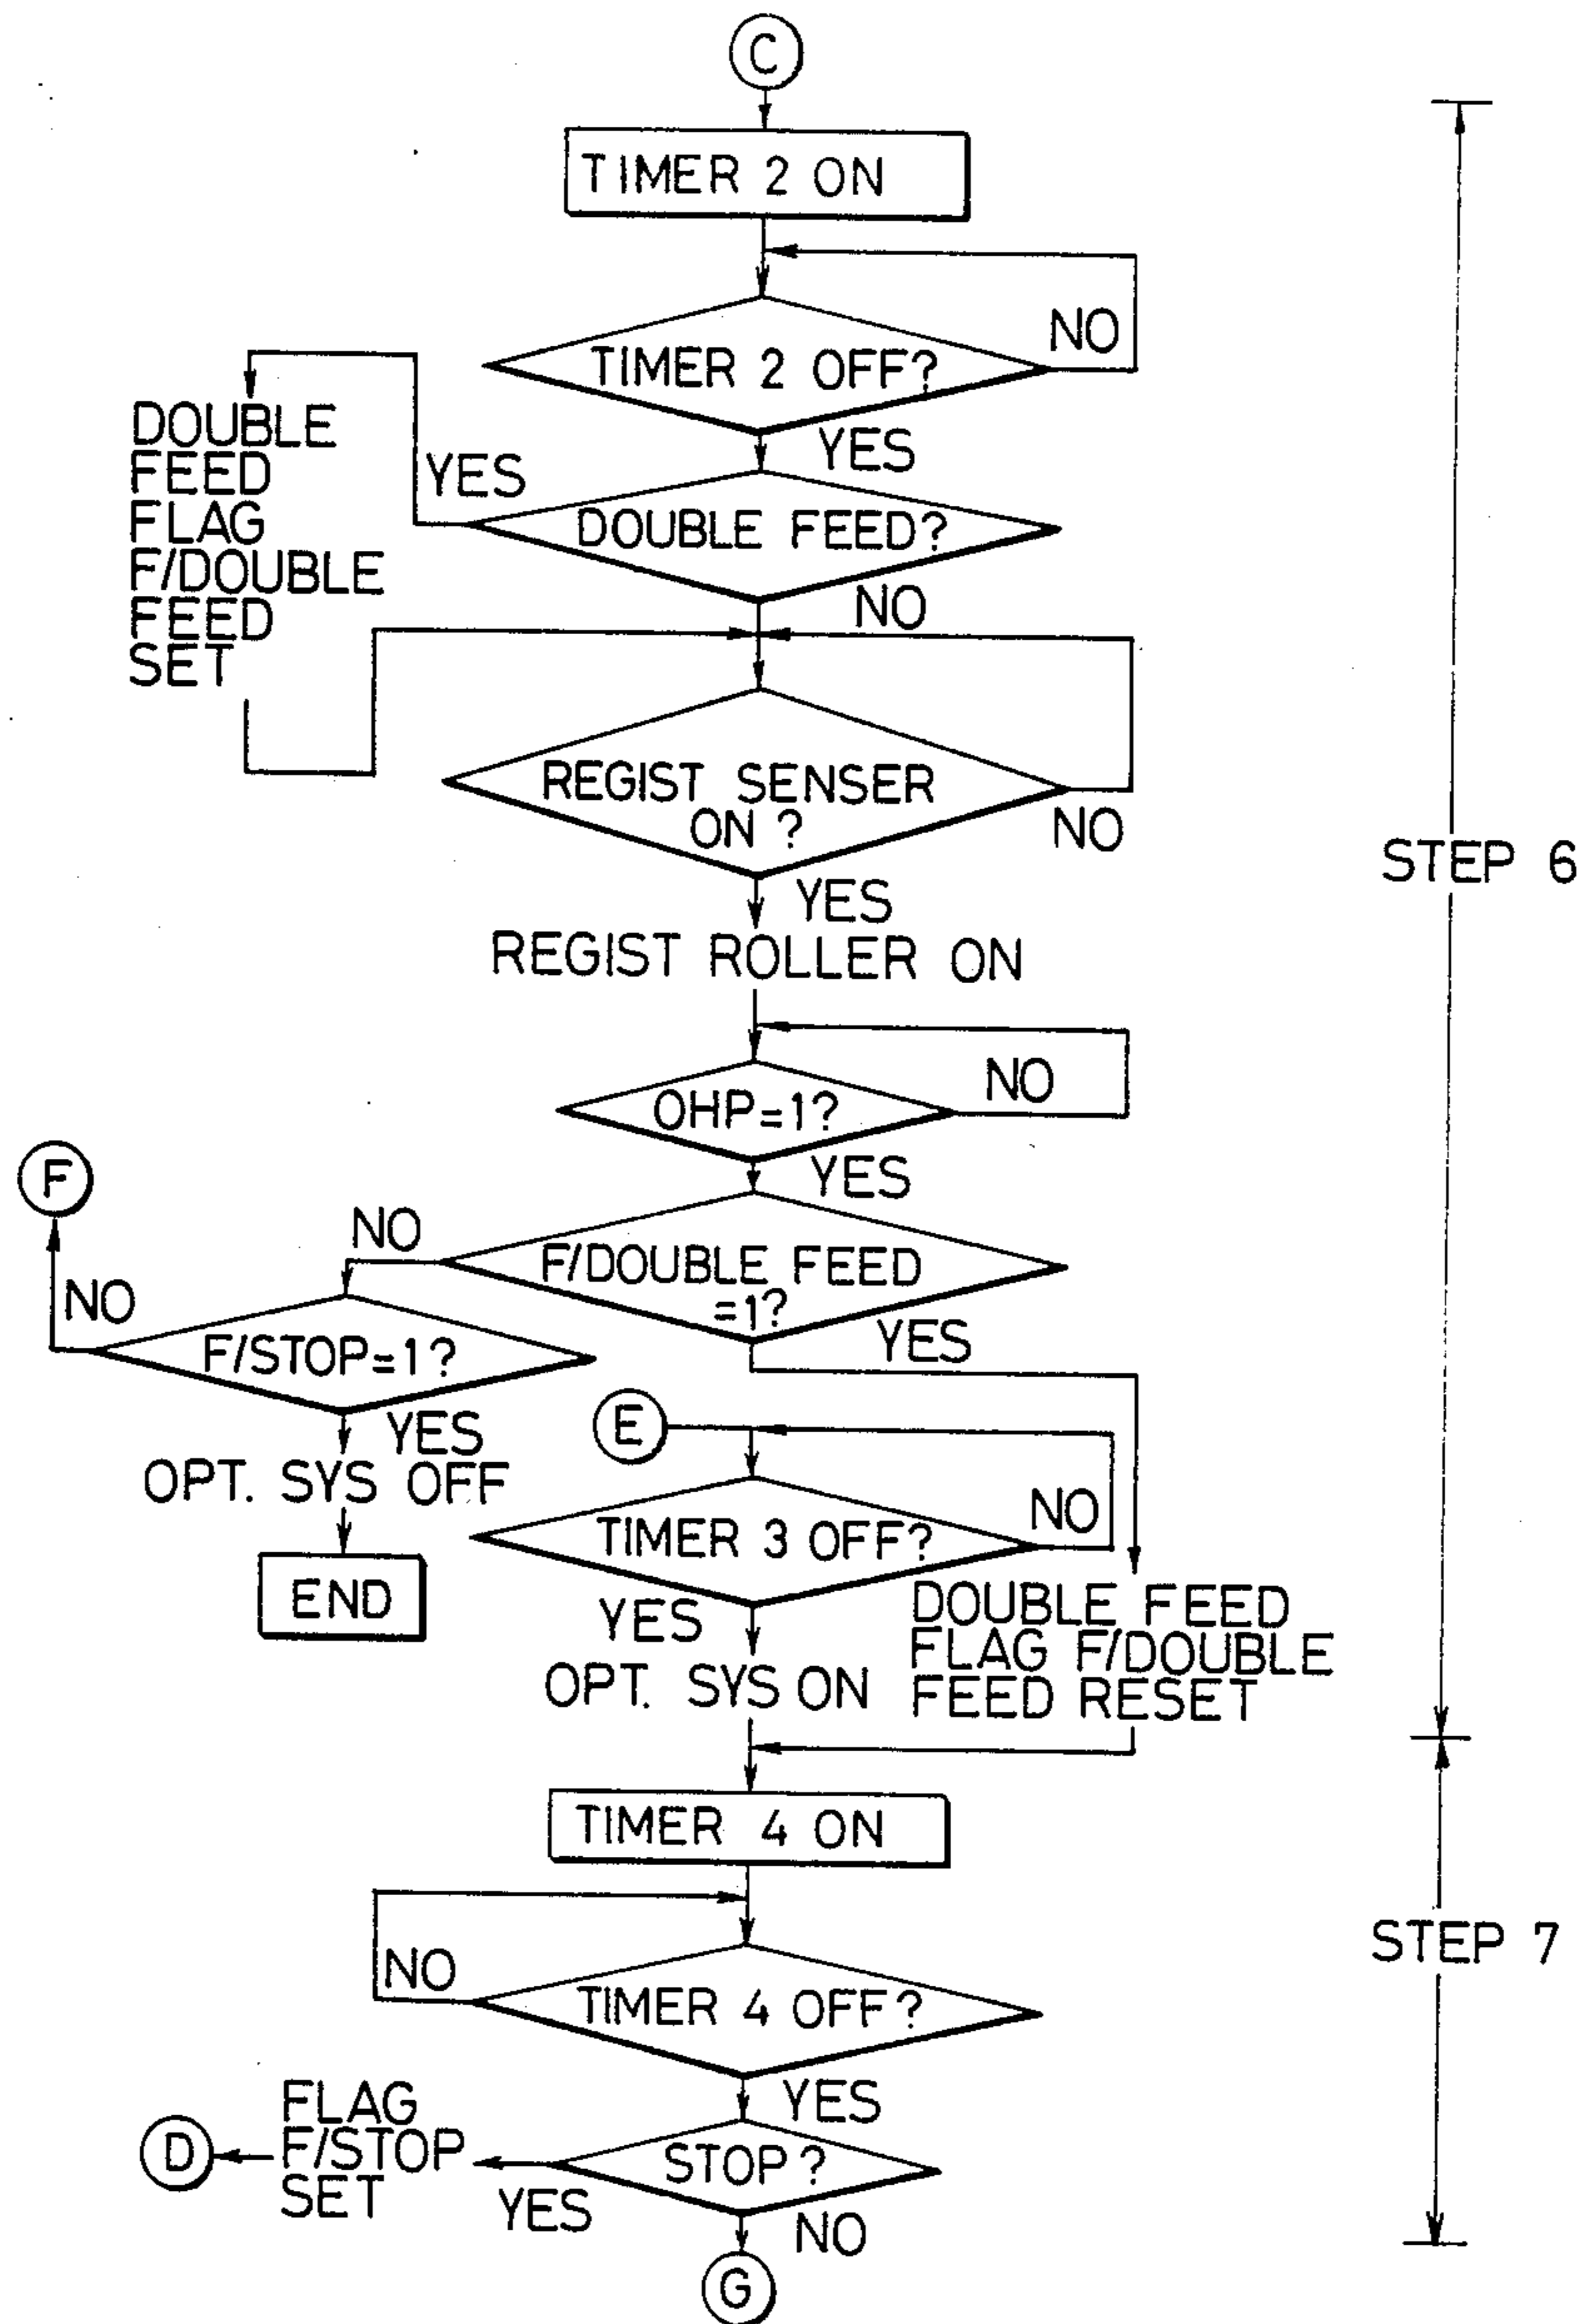 C
TIMER 2 ON
NO
TIMER 2 OFF?
YES
DOUBLE
FEED
FLAG
F/DOUBLE
FEED
SET
YES
DOUBLE FEED?
NO
REGIST SENSER
ON?
NO
YES
REGIST ROLLER ON
STEP 6
NO
OHP=1?
YES
F
NO
NO
F/DOUBLE FEED
=1?
YES
F/STOP=1?
YES
OPT. SYS OFF
END
E
NO
TIMER 3 OFF?
YES
OPT. SYS ON
DOUBLE FEED
FLAG F/DOUBLE
FEED RESET
TIMER 4 ON
NO
TIMER 4 OFF?
YES
STEP 7
D
FLAG
F/STOP
SET
YES
STOP?
NO
G